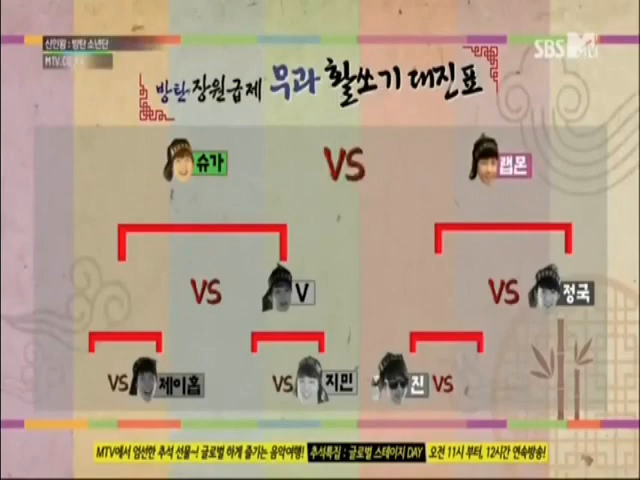 신인왕 : 방탄 소년단
SBS MTV
방탄 장원급제 무과 활쏘기 대진표
슈가 VS 랩몬
VS V
VS 정국
VS 제이홉
VS 지민
진 VS
MTV에서 엄선한 추석 선물~! 글로벌 하게 즐기는 음악여행! 추석특집 : 글로벌 스테이지 DAY 오전 11시 부터, 12시간 연속방송!